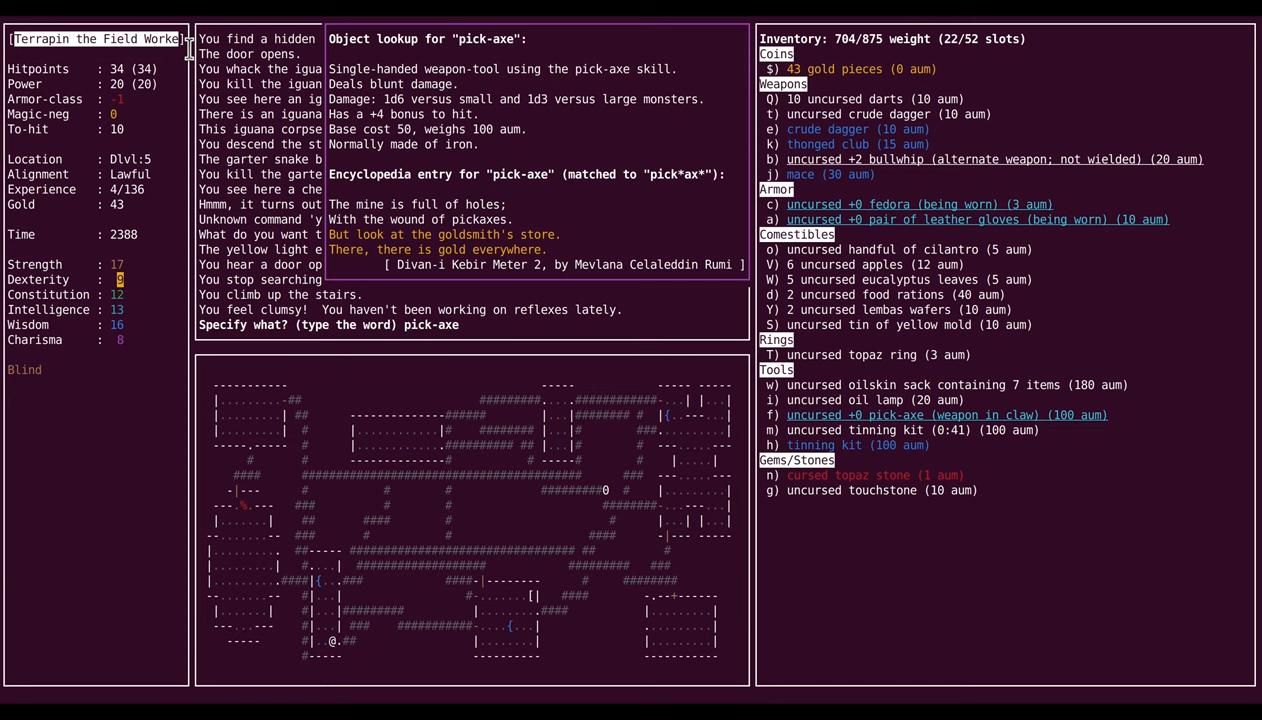 [Terrapin the Field Worke]
Hitpoints : 34 (34)
Power : 20 (20)
Armor-class : -1
Magic-neg : 0
To-hit : 10
Location : Dlvl:5
Alignment : Lawful
Experience : 4/136
Gold : 43
Time : 2388
Strength : 17
Dexterity : 9
Constitution : 12
Intelligence : 13
Wisdom : 16
Charisma : 8
Blind
You find a hidden
The door opens.
You whack the igua
You kill the iguan
You see here an ig
There is an iguana
This iguana corpse
You descend the st
The garter snake b
You kill the garte
You see here a che
Hmmm, it turns out
Unknown command 'y
What do you want t
The yellow light e
You hear a door op
You stop searching
You climb up the stairs.
You feel clumsy! You haven't been working on reflexes lately.
Specify what? (type the word) pick-axe
Object lookup for "pick-axe":
Single-handed weapon-tool using the pick-axe skill.
Deals blunt damage.
Damage: 1d6 versus small and 1d3 versus large monsters.
Has a +4 bonus to hit.
Base cost 50, weighs 100 aum.
Normally made of iron.
Encyclopedia entry for "pick-axe" (matched to "pick*ax*"):
The mine is full of holes;
With the wound of pickaxes.
But look at the goldsmith's store.
There, there is gold everywhere.
[ Divan-i Kebir Meter 2, by Mevlana Celaleddin Rumi ]
Inventory: 704/875 weight (22/52 slots)
Coins
$) 43 gold pieces (0 aum)
Weapons
Q) 10 uncursed darts (10 aum)
t) uncursed crude dagger (10 aum)
e) crude dagger (10 aum)
k) thonged club (15 aum)
b) uncursed +2 bullwhip (alternate weapon; not wielded) (20 aum)
j) mace (30 aum)
Armor
c) uncursed +0 fedora (being worn) (3 aum)
a) uncursed +0 pair of leather gloves (being worn) (10 aum)
Comestibles
o) uncursed handful of cilantro (5 aum)
V) 6 uncursed apples (12 aum)
W) 5 uncursed eucalyptus leaves (5 aum)
d) 2 uncursed food rations (40 aum)
Y) 2 uncursed lembas wafers (10 aum)
S) uncursed tin of yellow mold (10 aum)
Rings
T) uncursed topaz ring (3 aum)
Tools
w) uncursed oilskin sack containing 7 items (180 aum)
i) uncursed oil lamp (20 aum)
f) uncursed +0 pick-axe (weapon in claw) (100 aum)
m) uncursed tinning kit (0:41) (100 aum)
h) tinning kit (100 aum)
Gems/Stones
n) cursed topaz stone (1 aum)
g) uncursed touchstone (10 aum)